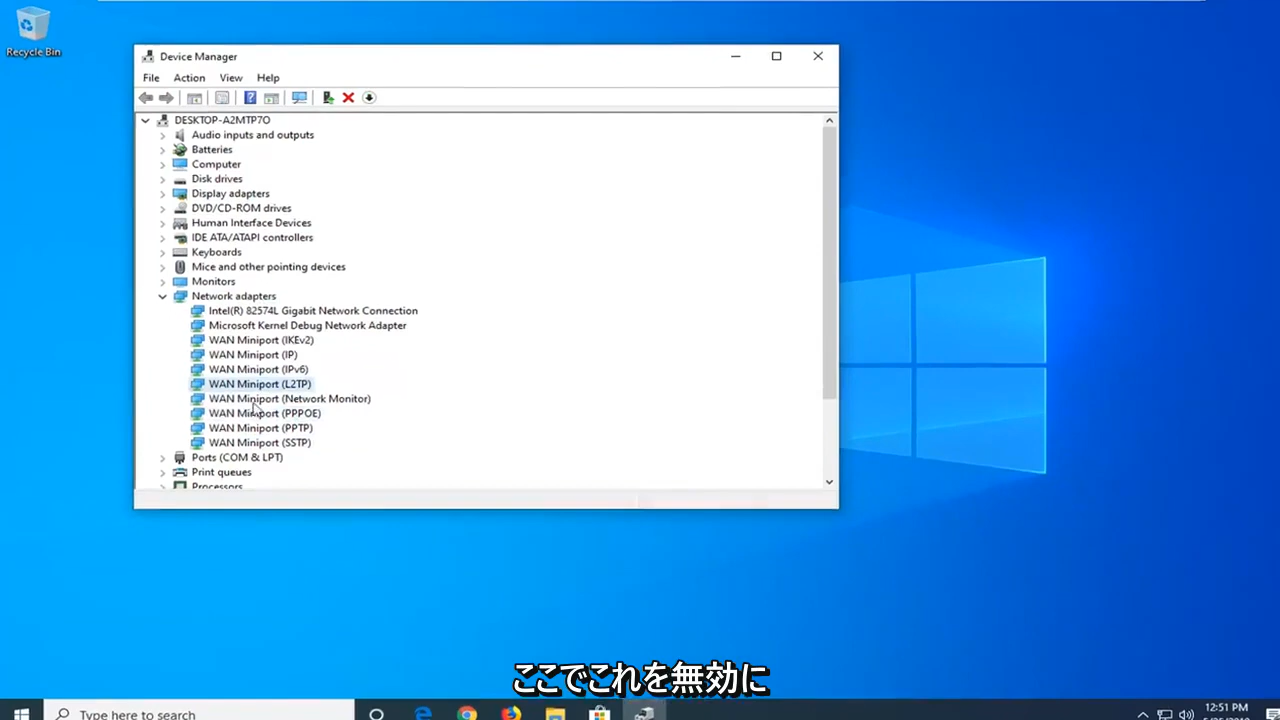 Recycle Bin
Device Manager
File Action View Help
DESKTOP-A2MTP7O
Audio inputs and outputs
Batteries
Computer
Disk drives
Display adapters
DVD/CD-ROM drives
Human Interface Devices
IDE ATA/ATAPI controllers
Keyboards
Mice and other pointing devices
Monitors
Network adapters
Intel(R) 82574L Gigabit Network Connection
Microsoft Kernel Debug Network Adapter
WAN Miniport (IKEv2)
WAN Miniport (IP)
WAN Miniport (IPv6)
WAN Miniport (L2TP)
WAN Miniport (Network Monitor)
WAN Miniport (PPPOE)
WAN Miniport (PPTP)
WAN Miniport (SSTP)
Ports (COM & LPT)
Print queues
Processors
ここでこれを無効に
Type here to search
12:51 PM